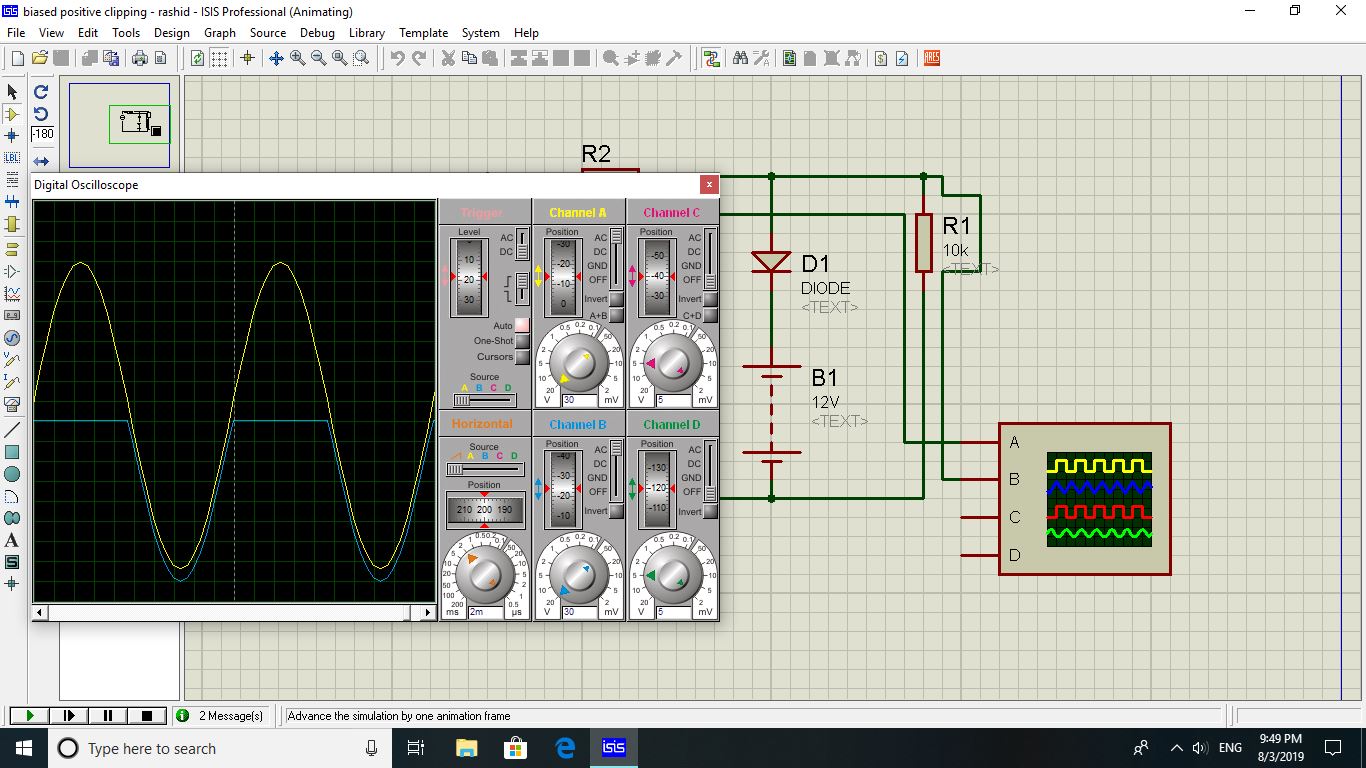 biased positive clipping - rashid - ISIS Professional (Animating)
File View Edit Tools Design Graph Source Debug Library Template System Help
-180
LBL
ARES
R2
Digital Oscilloscope
Trigger
Level
10
20
30
AC
DC
Auto
One-Shot
Cursors
Source
A B C D
Channel A
Position
-30
-20
-10
0
AC
DC
GND
OFF
Invert
A+B
V 30 mV
Channel C
Position
-50
-40
-30
AC
DC
GND
OFF
Invert
C+D
V 5 mV
Horizontal
Source
A B C D
Position
210 200 190
ms 2m µs
Channel B
Position
-40
-30
-20
-10
AC
DC
GND
OFF
Invert
V 30 mV
Channel D
Position
-130
-120
-110
AC
DC
GND
OFF
Invert
V 5 mV
D1
DIODE
<TEXT>
B1
12V
<TEXT>
R1
10k
<TEXT>
A
B
C
D
2 Message(s)
Advance the simulation by one animation frame
Type here to search
isis
ENG
9:49 PM
8/3/2019